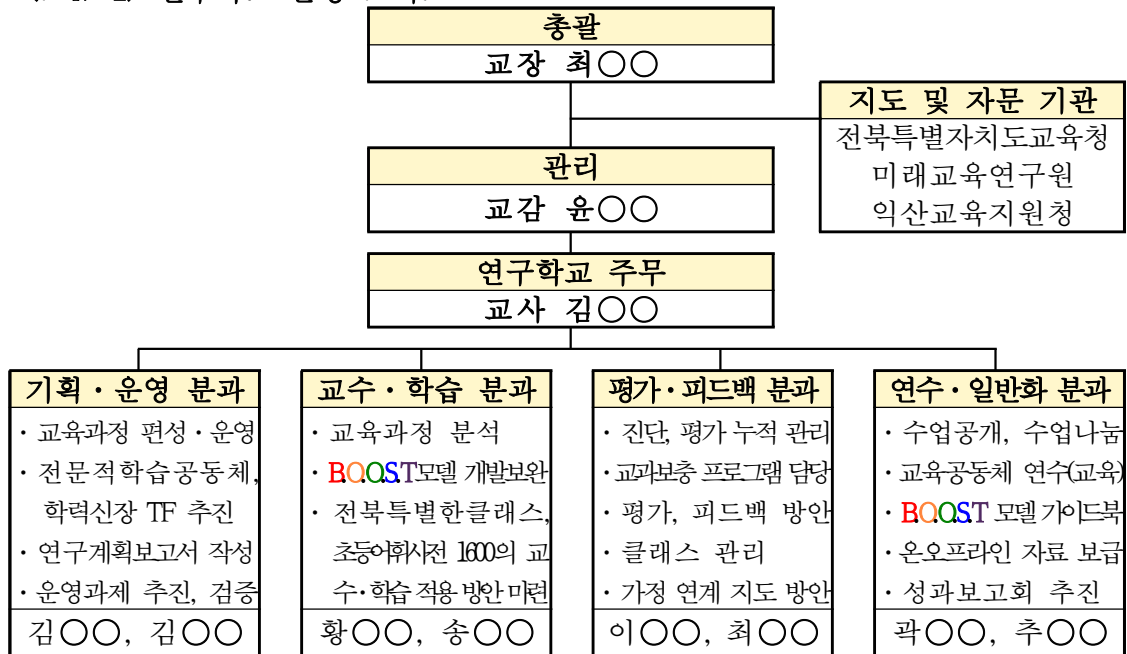 총괄
교장 최○○
지도 및 자문 기관
전북특별자치도교육청
미래교육연구원
익산교육지원청
관리
교감 윤○○
연구학교 주무
교사 김○○
기획·운영 분과
· 교육과정 편성·운영
· 전문적학습공동체,
학력신장 TF 추진
· 연구계획보고서 작성
· 운영과제 추진, 검증
김○○, 김○○
교수·학습 분과
· 교육과정 분석
· B.O.O.S.T모델 개발보완
· 전북특별한클래스,
초등어휘사전 1600의 교
수·학습 적용 방안 마련
황○○, 송○○
평가·피드백 분과
· 진단, 평가 누적 관리
· 교과보충 프로그램 담당
· 평가, 피드백 방안
· 클래스 관리
· 가정 연계 지도 방안
이○○, 최○○
연수·일반화 분과
· 수업공개, 수업나눔
· 교육공동체 연수(교육)
· B.O.O.S.T 모델 가이드북
· 온오프라인 자료 보급
· 성과보고회 추진
곽○○, 추○○